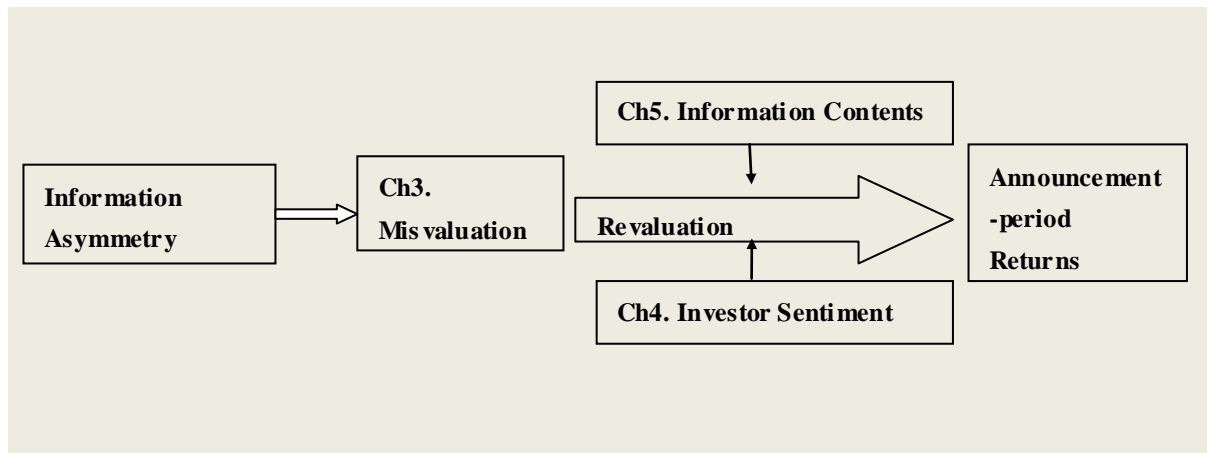 Information
Asymmetry
Ch3.
Misvaluation
Ch5. Information Contents
Revaluation
Ch4. Investor Sentiment
Announcement
-period
Returns